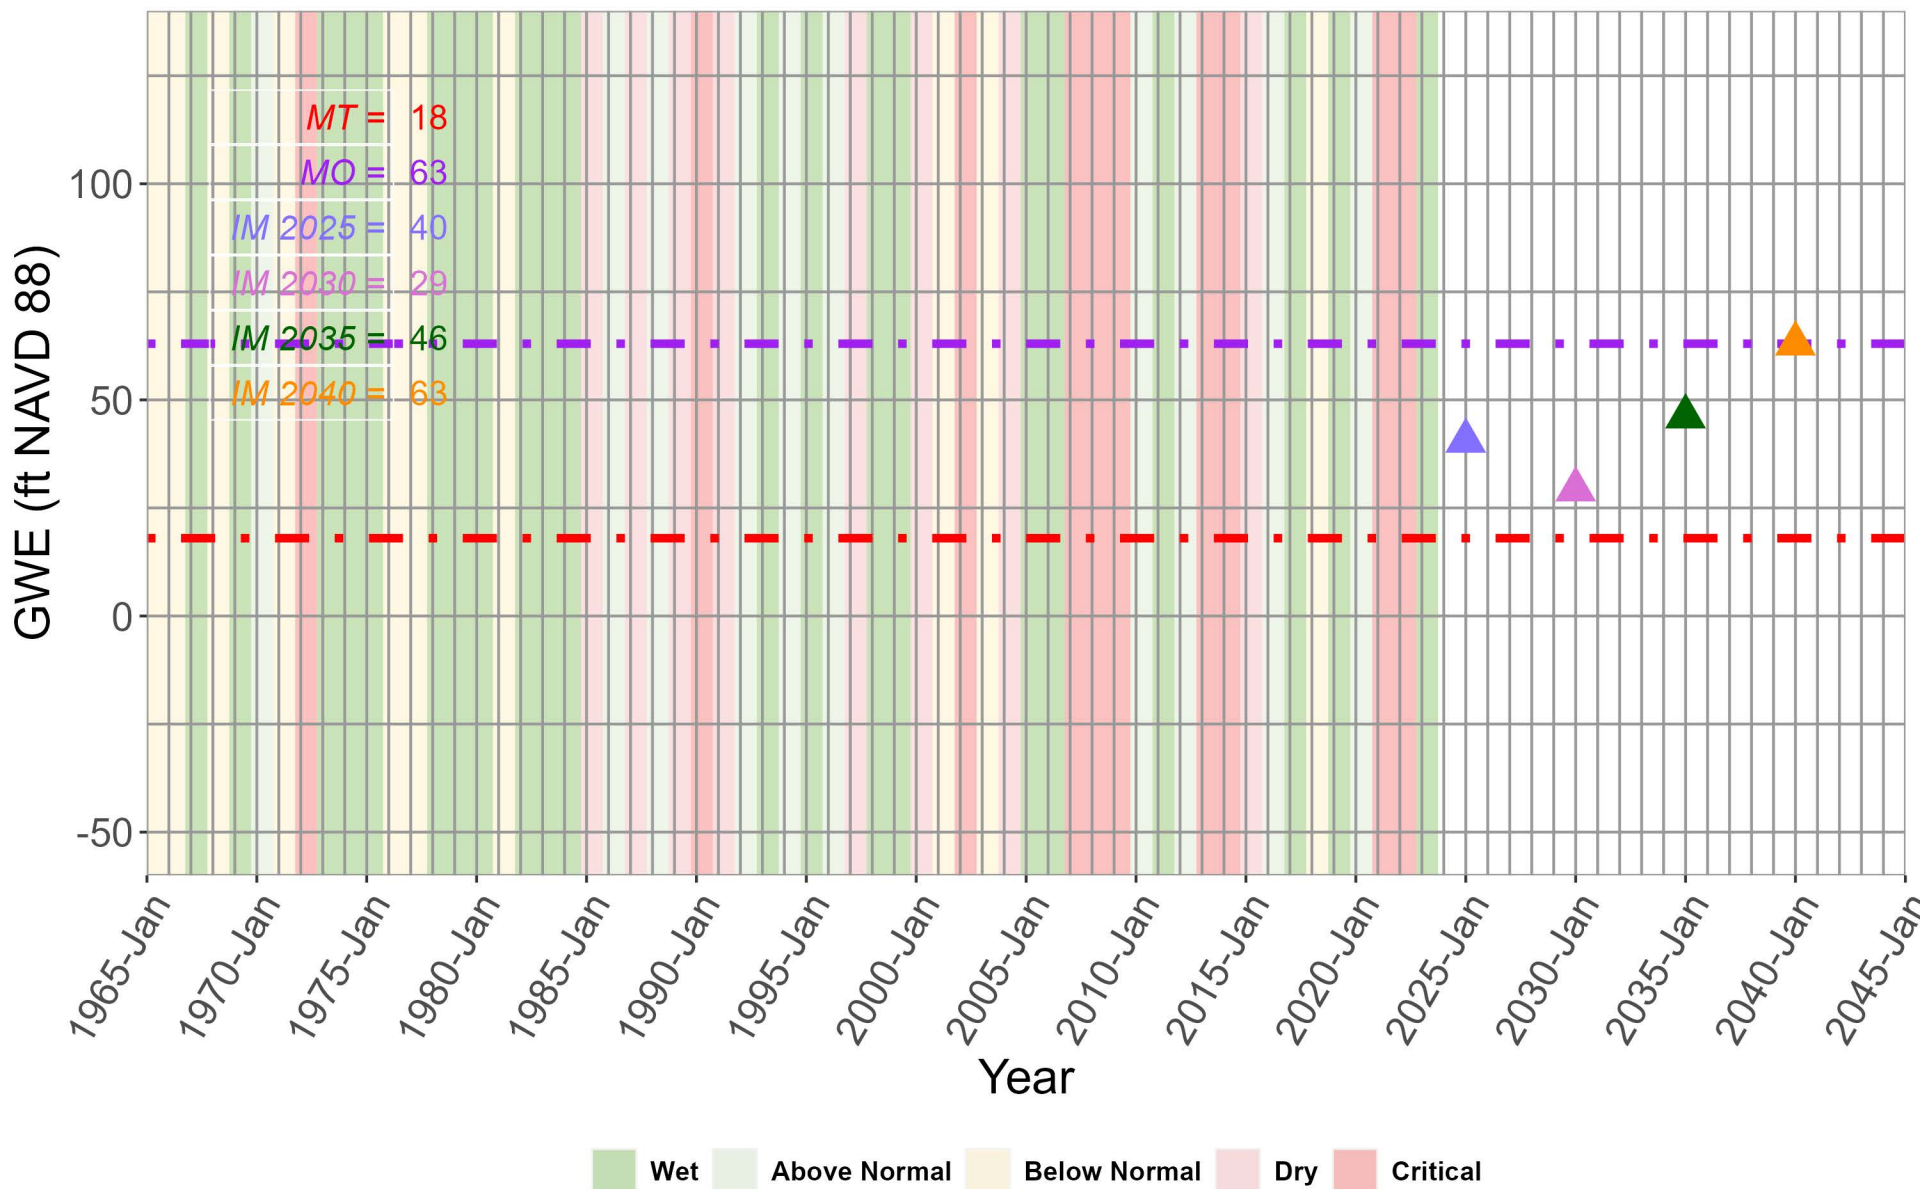 MT = 18
MO = 63
IM 2025 = 40
IM 2030 = 29
IM 2035 = 46
IM 2040 = 63
GWE (ft NAVD 88)
100
50
0
-50
1965-Jan
1970-Jan
1975-Jan
1980-Jan
1985-Jan
1990-Jan
1995-Jan
2000-Jan
2005-Jan
2010-Jan
2015-Jan
2020-Jan
2025-Jan
2030-Jan
2035-Jan
2040-Jan
2045-Jan
Year
Wet Above Normal Below Normal Dry Critical